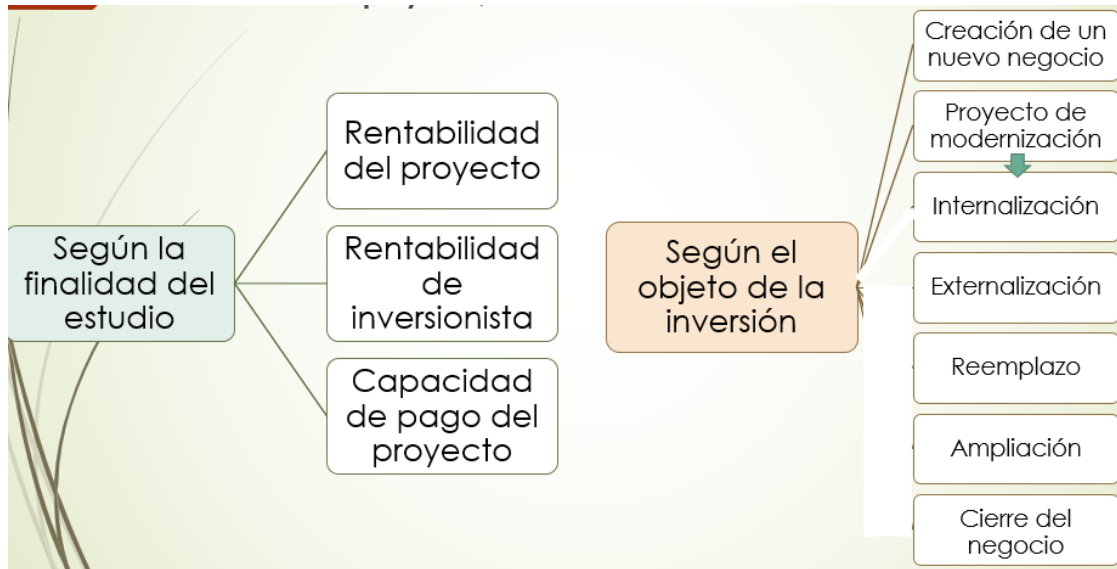 Según la
finalidad del
estudio
Rentabilidad
del proyecto
Rentabilidad
de
inversionista
Capacidad
de pago del
proyecto
Según el
objeto de la
inversión
Creación de un
nuevo negocio
Proyecto de
modernización
Internalización
Externalización
Reemplazo
Ampliación
Cierre del
negocio